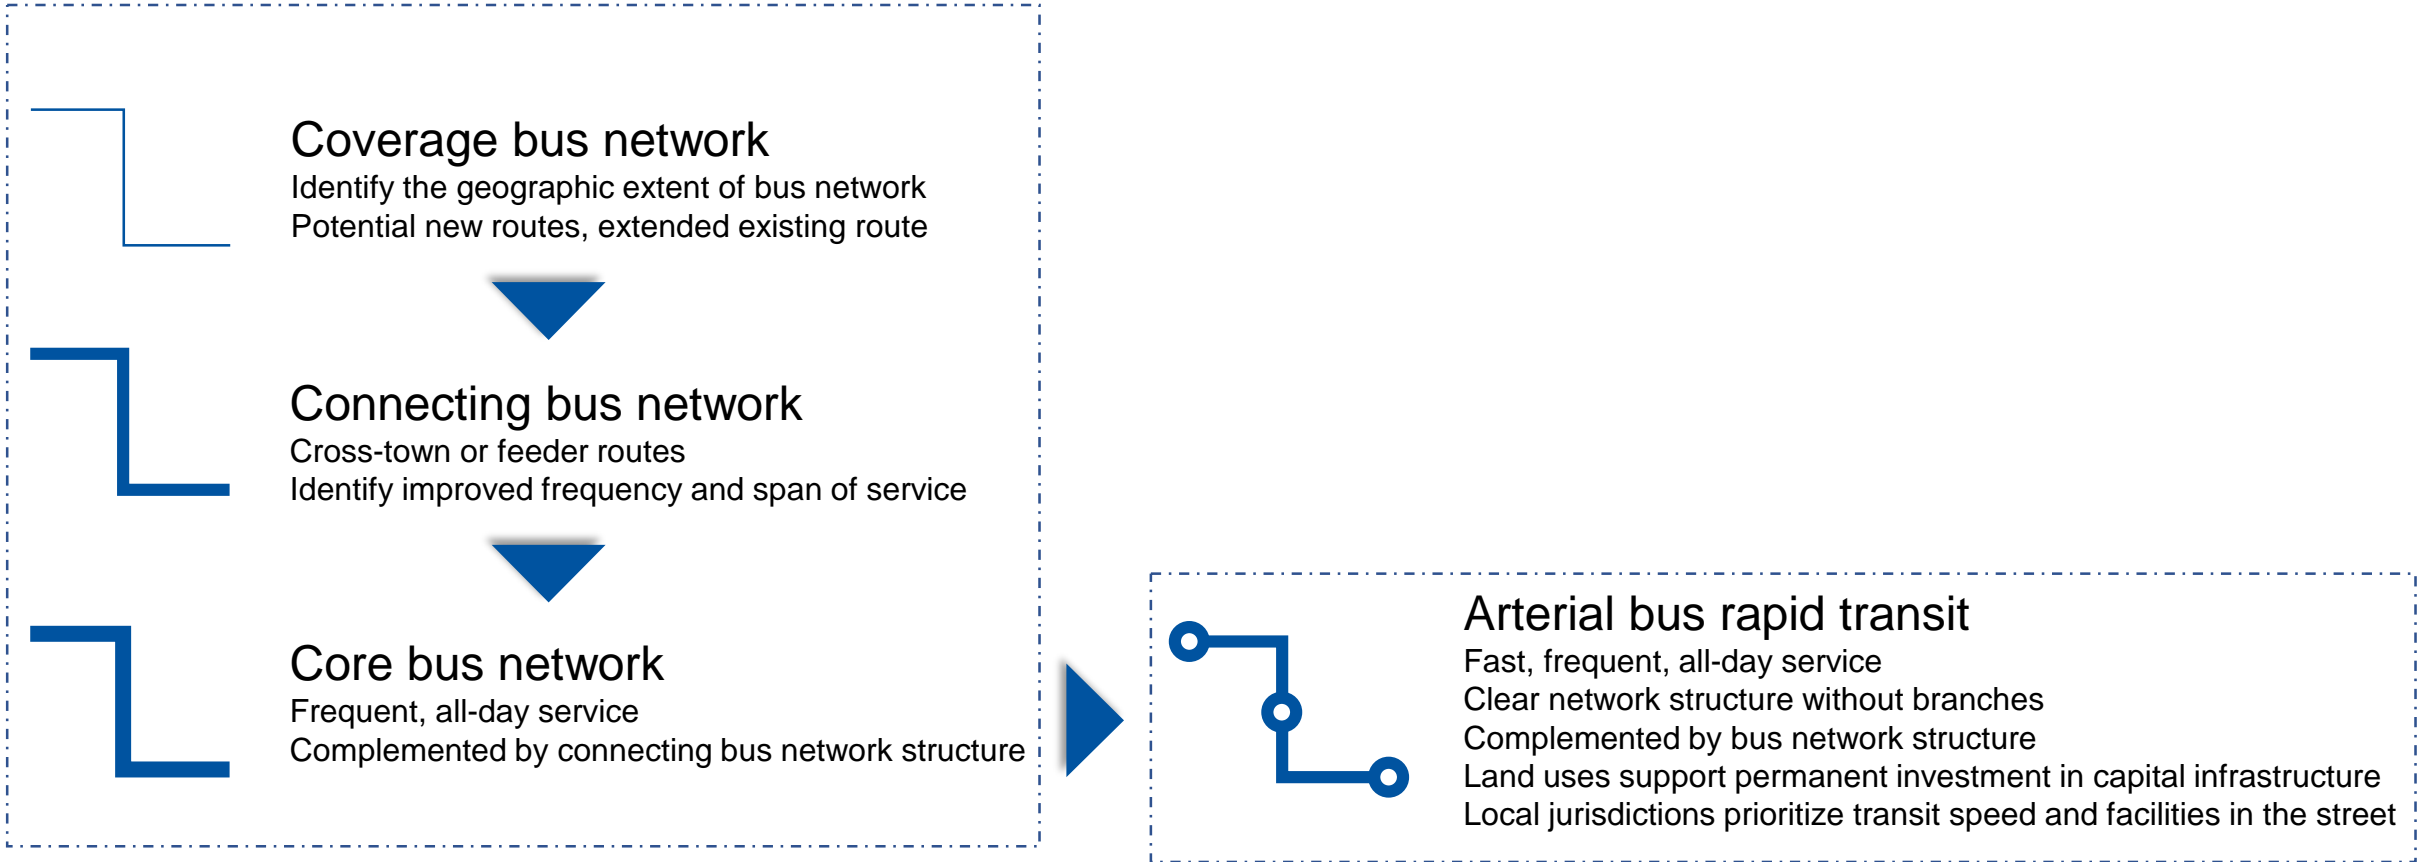 Coverage bus network
Identify the geographic extent of bus network
Potential new routes, extended existing route
Connecting bus network
Cross-town or feeder routes
Identify improved frequency and span of service
Core bus network
Frequent, all-day service
Complemented by connecting bus network structure
Arterial bus rapid transit
Fast, frequent, all-day service
Clear network structure without branches
Complemented by bus network structure
Land uses support permanent investment in capital infrastructure
Local jurisdictions prioritize transit speed and facilities in the street